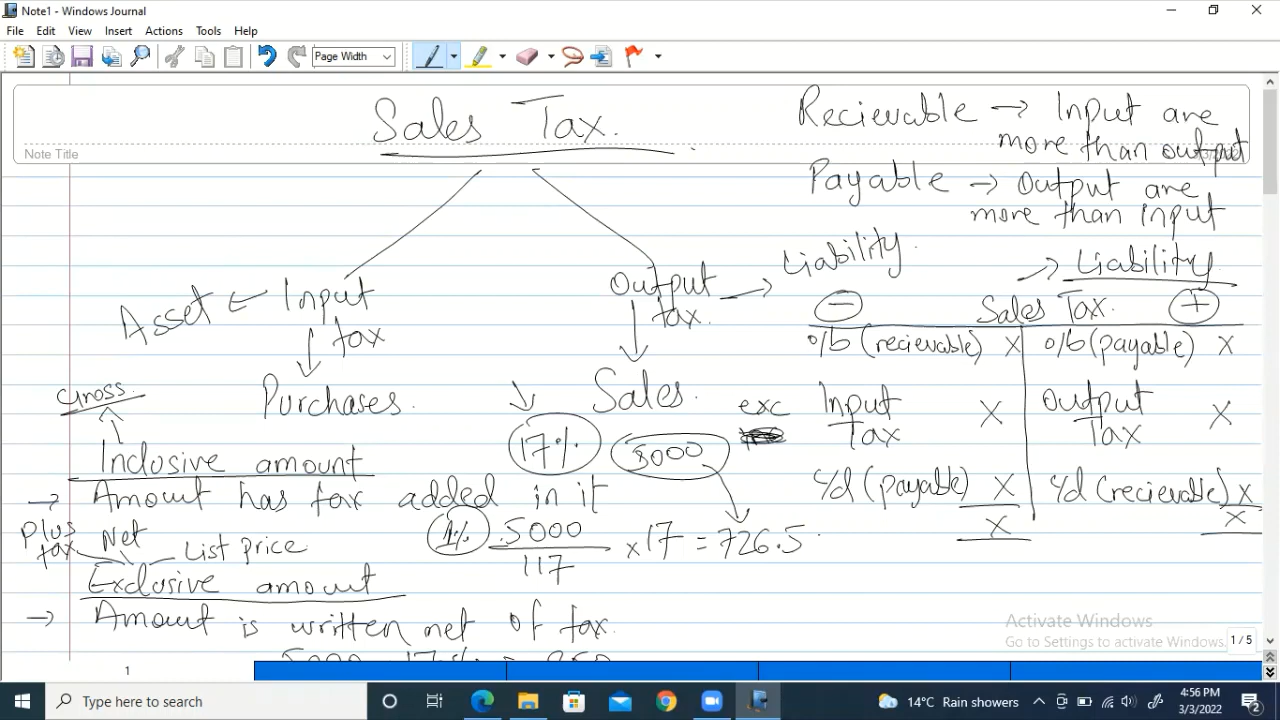 Note1 - Windows Journal
File Edit View Insert Actions Tools Help
Page Width
Note Title
Sales Tax.
Recievable → Input are
more than output
Payable → Output are
more than input
Asset ← Input
tax
Purchases.
Output
tax. → Liability.
Sales.
→ Liability.
− Sales Tax. +
o/b (recievable) X o/b (payable) X
Input
Tax X
Output
Tax X
c/d (payable) X c/d (recievable) X
X X
Gross.
Inclusive amount
→ Amount has tax added in it
17% 5000 exc
1% 5000
117 x 17 = 726.5
plus
tax Net List price
Exclusive amount
→ Amount is written net of tax
Activate Windows
Go to Settings to activate Windows.
1 / 5
1
Type here to search
14°C Rain showers
4:56 PM
3/3/2022
2